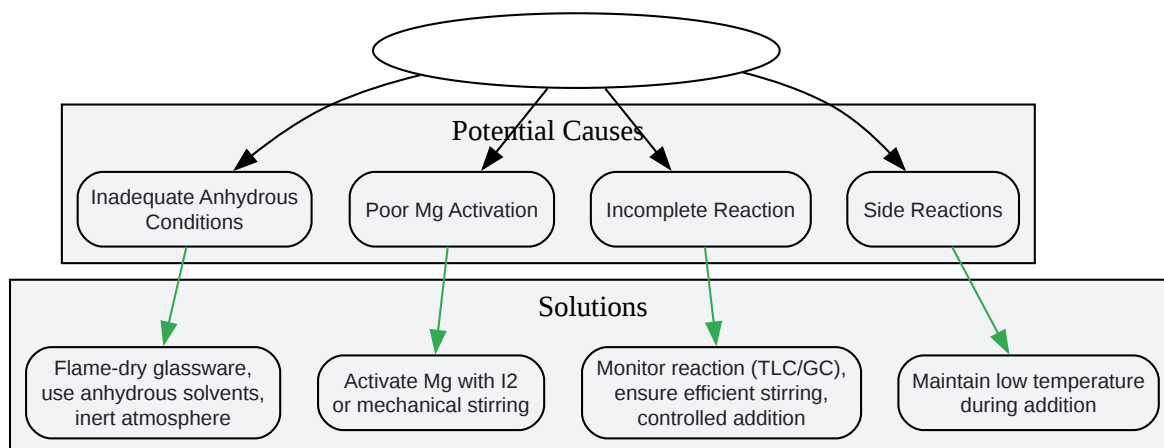 Potential Causes
Inadequate Anhydrous
Conditions
Poor Mg Activation
Incomplete Reaction
Side Reactions
Solutions
Flame-dry glassware,
use anhydrous solvents,
inert atmosphere
Activate Mg with I2
or mechanical stirring
Monitor reaction (TLC/GC),
ensure efficient stirring,
controlled addition
Maintain low temperature
during addition